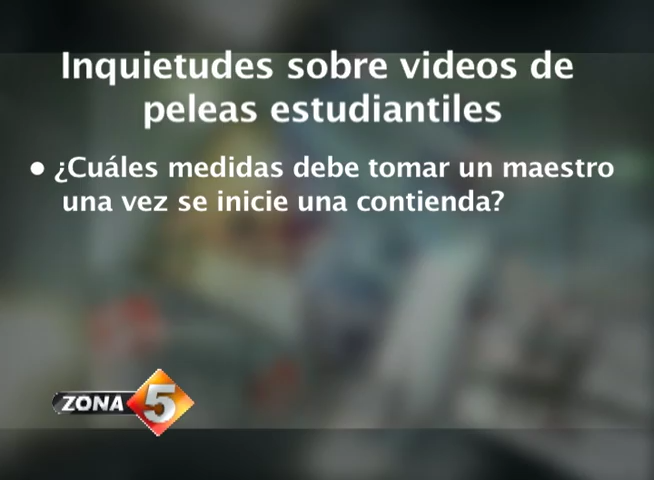 Inquietudes sobre videos de
peleas estudiantiles
• ¿Cuáles medidas debe tomar un maestro
una vez se inicie una contienda?
ZONA 5